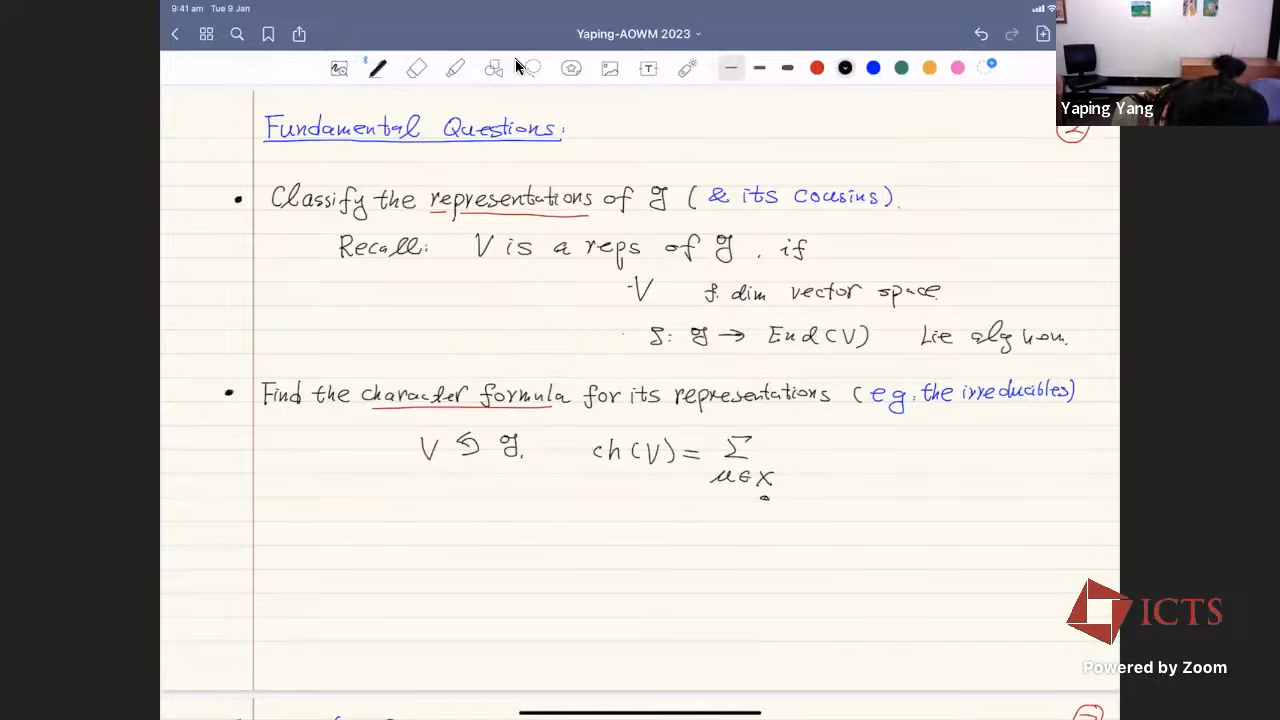 9:41 am Tue 9 Jan
Yaping-AOWM 2023
Yaping Yang
Fundamental Questions:
• Classify the representations of 𝔤 (& its cousins).
Recall: V is a reps of 𝔤, if
- V f. dim vector space
ρ: 𝔤 → End(V) Lie alg hom.
• Find the character formula for its representations (e.g. the irreducibles)
V ↺ 𝔤. ch(V) = Σ
μ ∈ X
ICTS
Powered by Zoom